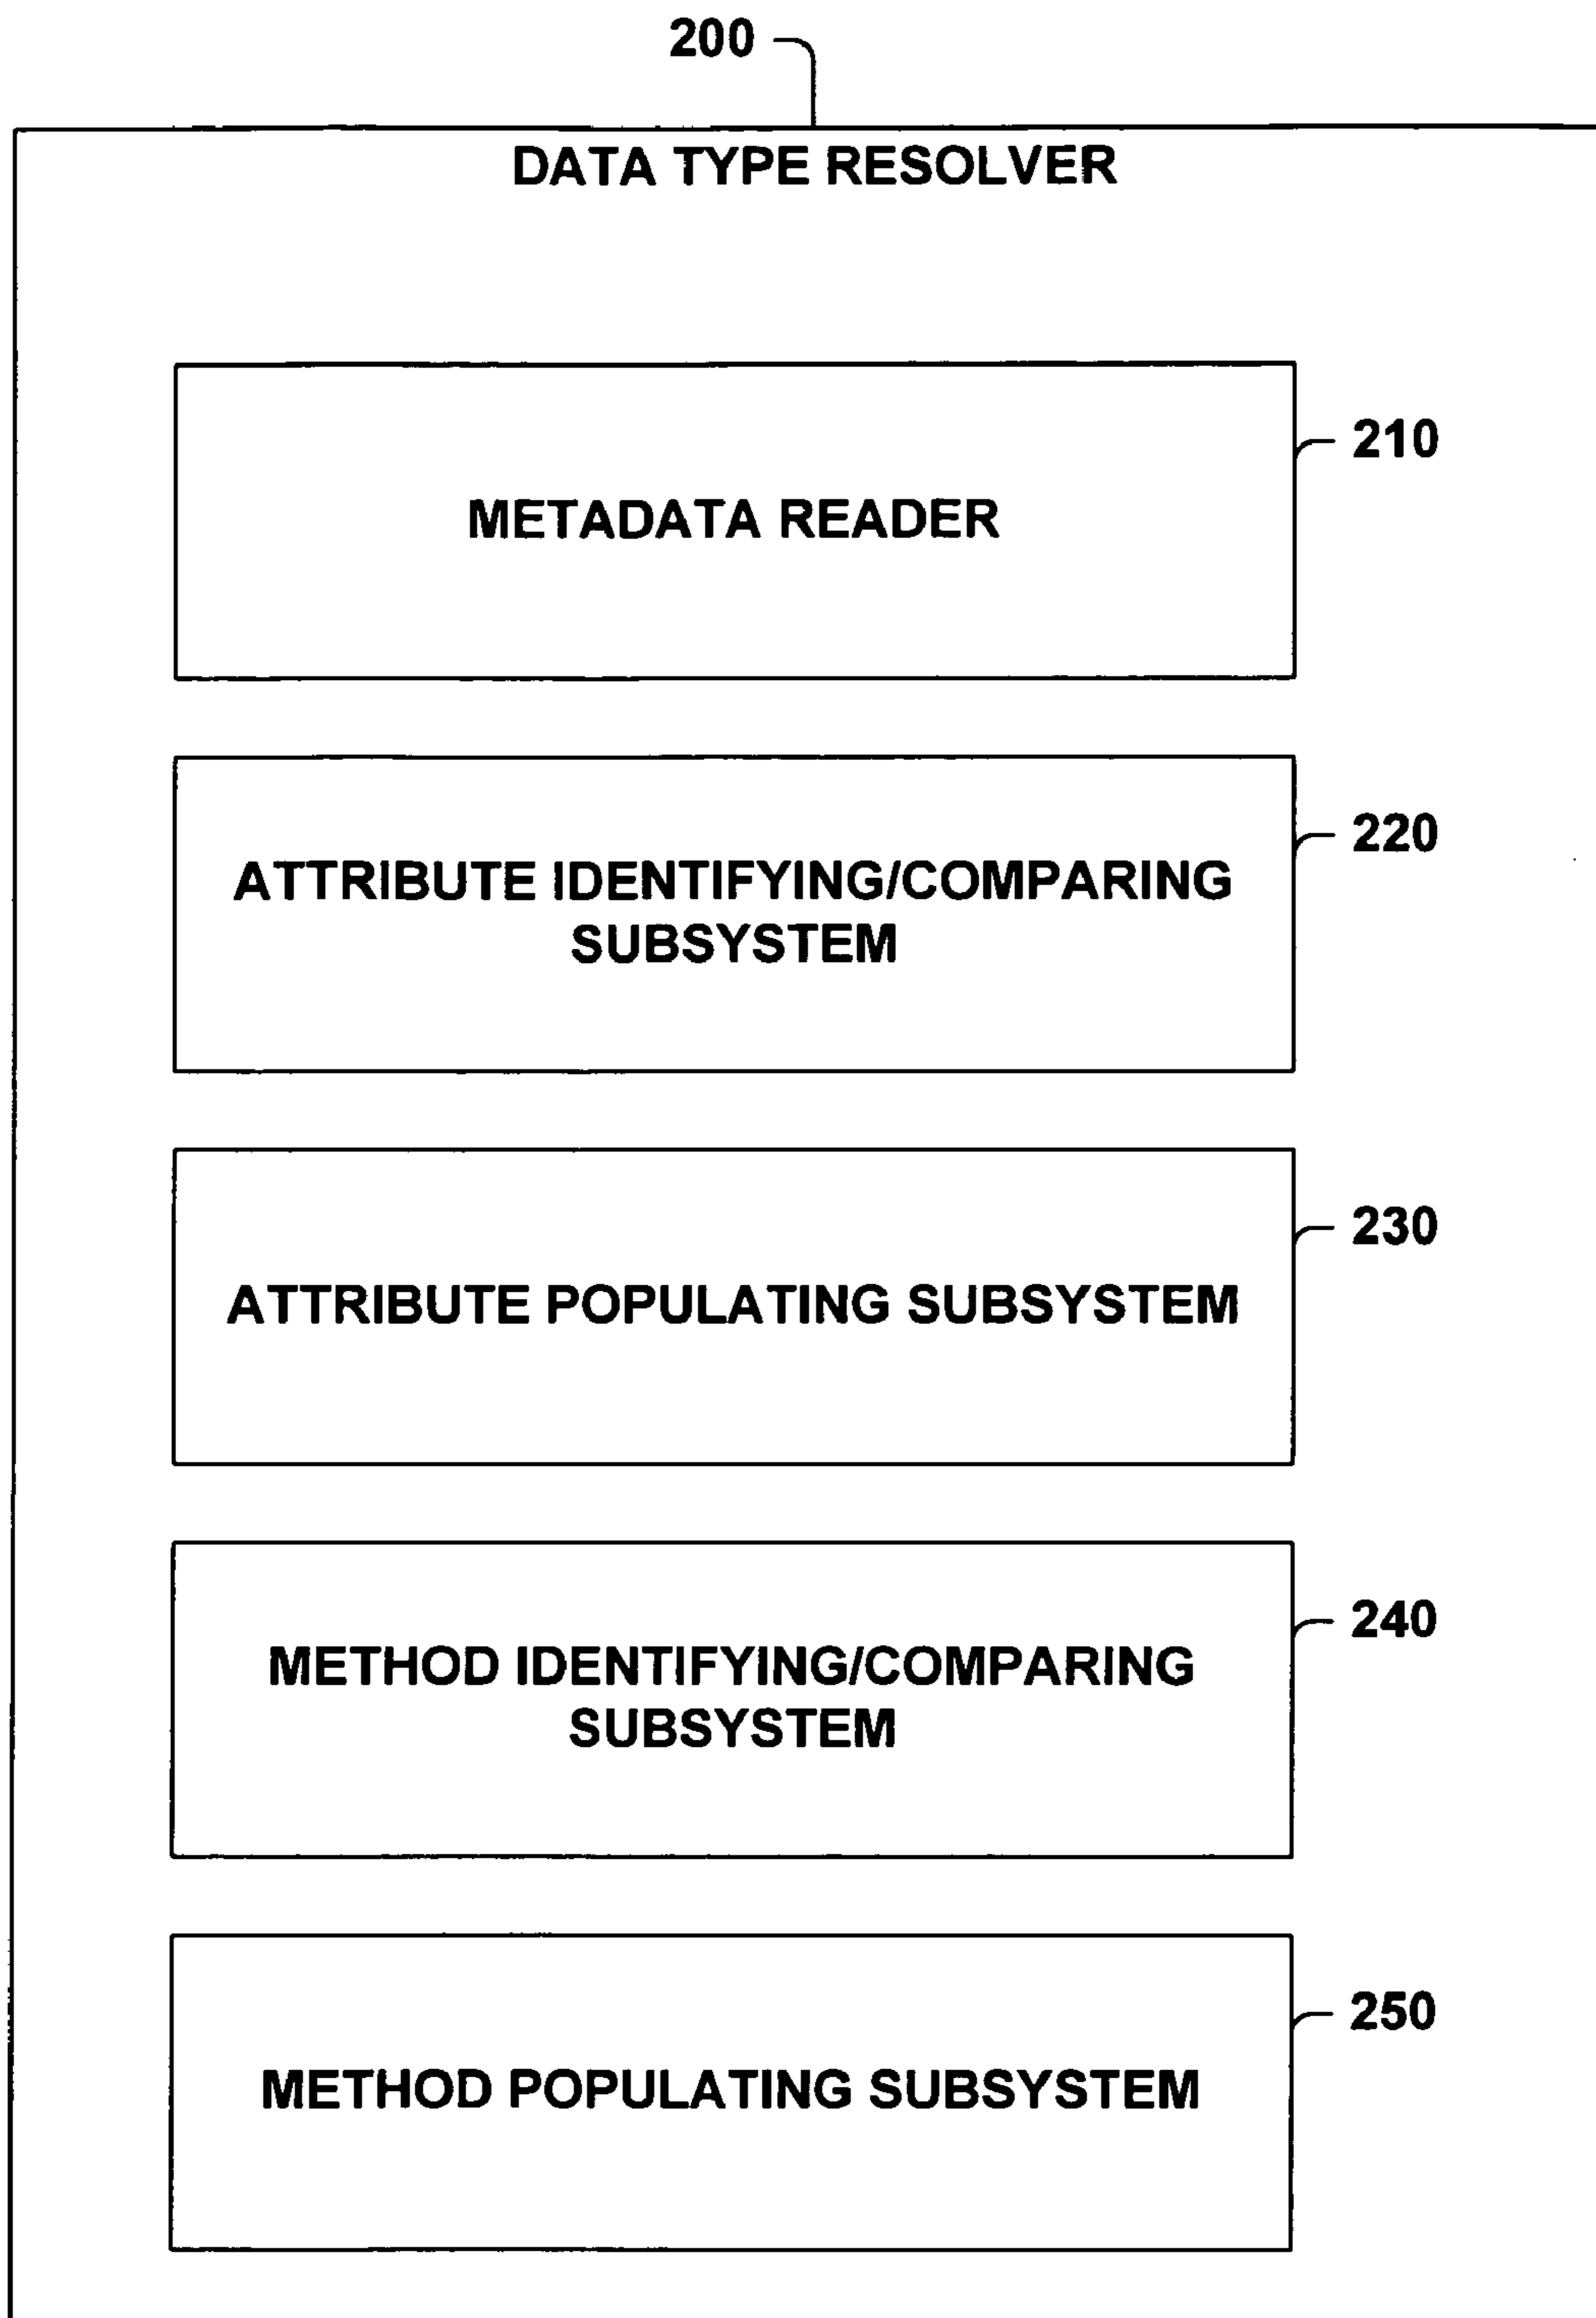 200
DATA TYPE RESOLVER
210
METADATA READER
220
ATTRIBUTE IDENTIFYING/COMPARING
SUBSYSTEM
230
ATTRIBUTE POPULATING SUBSYSTEM
240
METHOD IDENTIFYING/COMPARING
SUBSYSTEM
250
METHOD POPULATING SUBSYSTEM